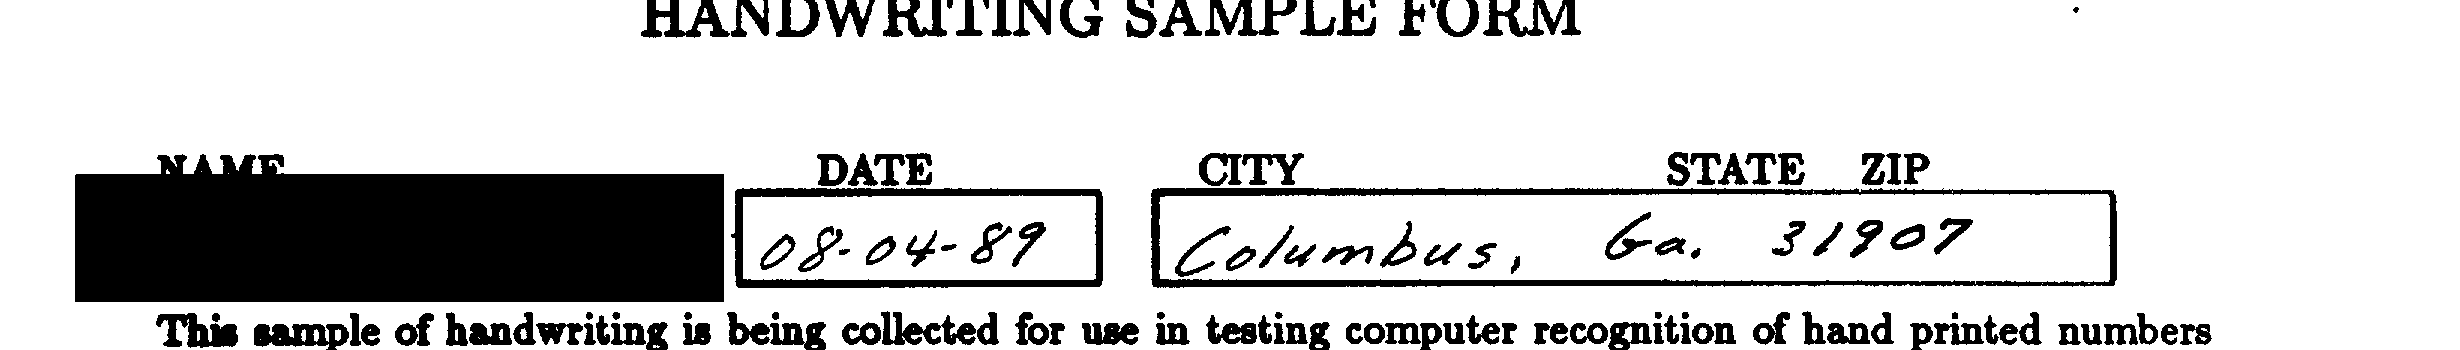 HANDWRITING SAMPLE FORM
NAME DATE CITY STATE ZIP
08-04-89 Columbus, Ga. 31907
This sample of handwriting is being collected for use in testing computer recognition of hand printed numbers